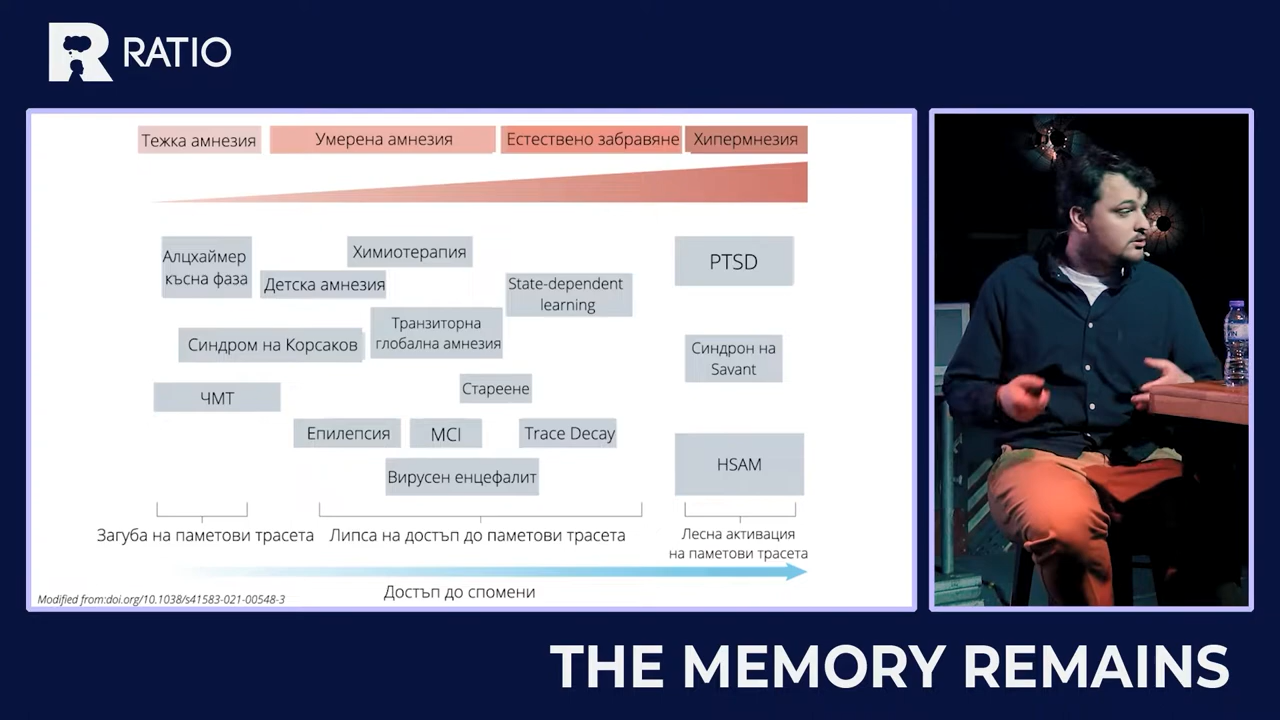 RATIO
Тежка амнезия
Умерена амнезия
Естествено забравяне
Хипермнезия
Алцхаймер
късна фаза
Химиотерапия
Детска амнезия
State-dependent
learning
PTSD
Транзиторна
глобална амнезия
Синдром на Корсаков
Синдрон на
Savant
Стареене
ЧМТ
Епилепсия
MCI
Trace Decay
Вирусен енцефалит
HSAM
Загуба на паметови трасета
Липса на достъп до паметови трасета
Лесна активация
на паметови трасета
Достъп до спомени
Modified from:doi.org/10.1038/s41583-021-00548-3
THE MEMORY REMAINS